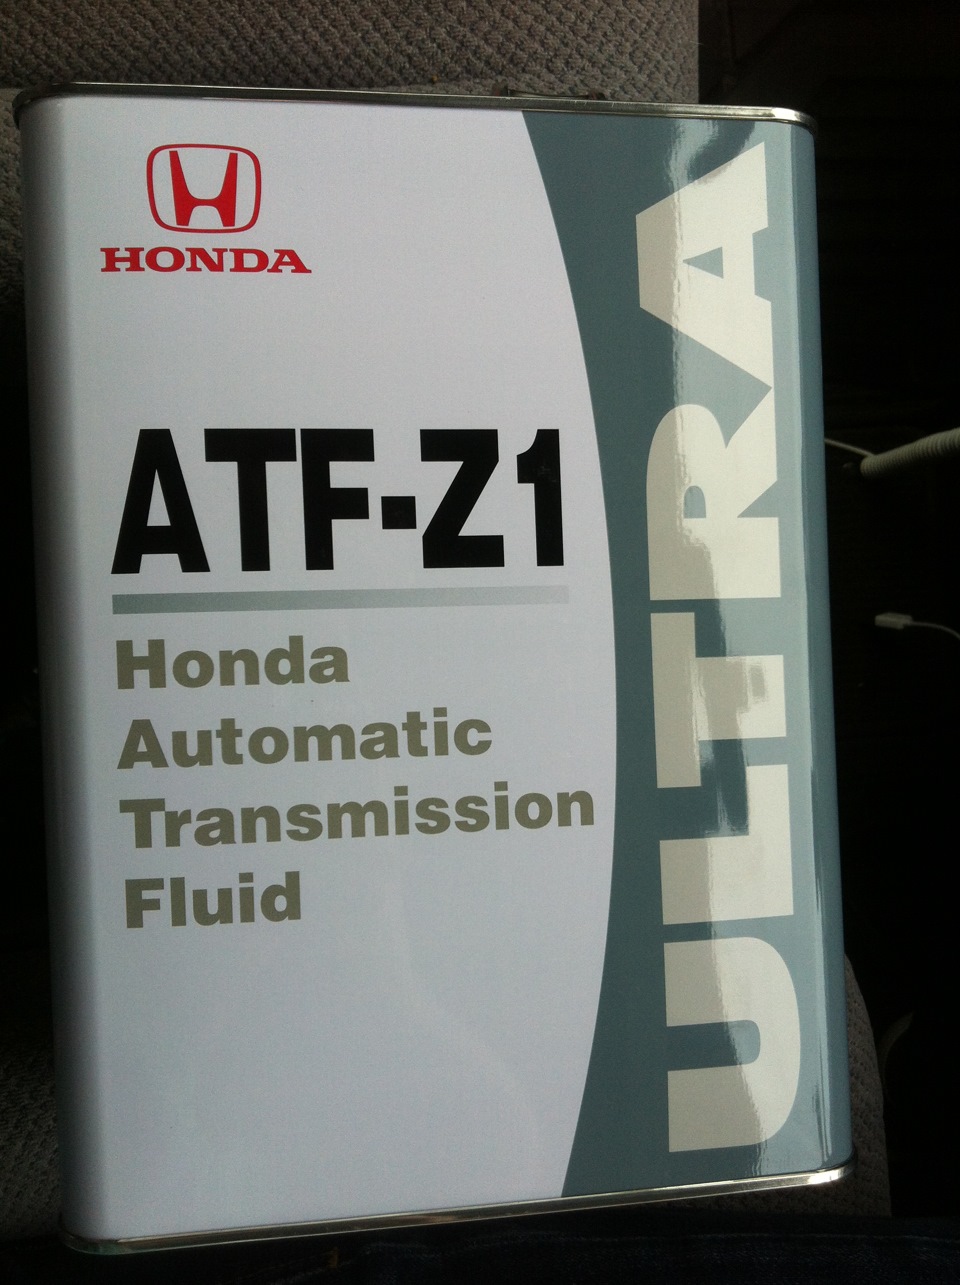 HONDA
ATF-Z1
Honda
Automatic
Transmission
Fluid
ULTRA